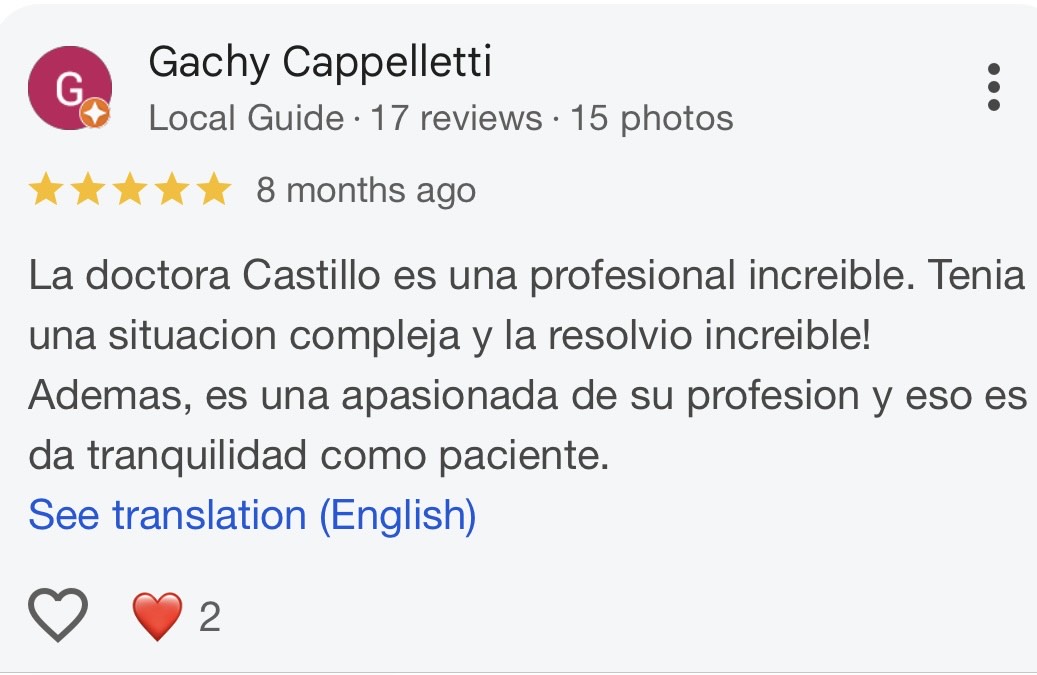 G
Gachy Cappelletti
Local Guide · 17 reviews · 15 photos
8 months ago
La doctora Castillo es una profesional increible. Tenia
una situacion compleja y la resolvio increible!
Ademas, es una apasionada de su profesion y eso es
da tranquilidad como paciente.
See translation (English)
2